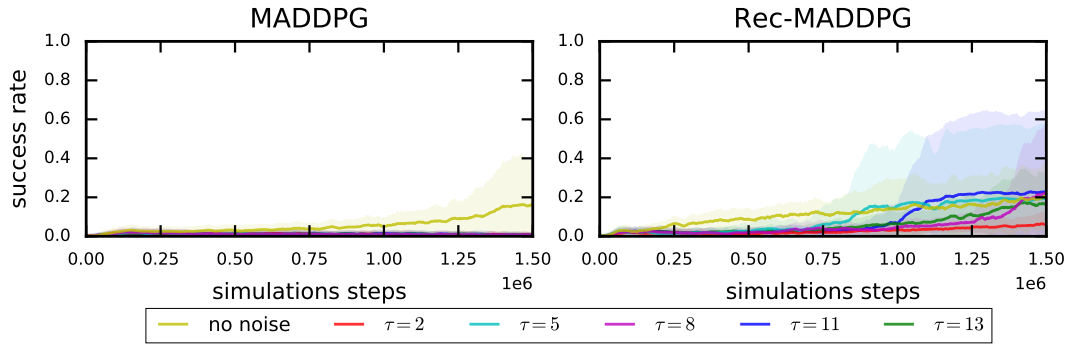 MADDPG Rec-MADDPG
1.0 1.0
0.8 0.8
0.6 0.6
0.4 0.4
0.2 0.2
0.0 0.0
success rate
0.00 0.25 0.50 0.75 1.00 1.25 1.50 0.00 0.25 0.50 0.75 1.00 1.25 1.50
1e6 1e6
simulations steps simulations steps
no noise τ = 2 τ = 5 τ = 8 τ = 11 τ = 13